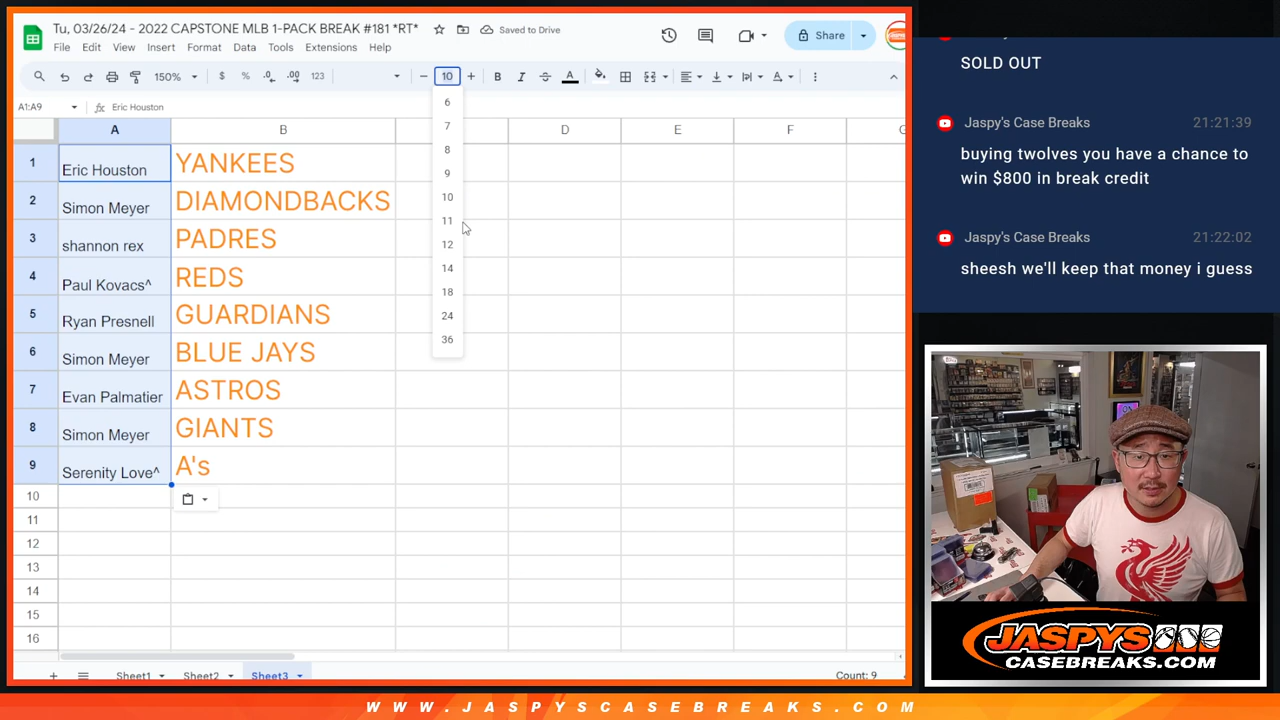 Tu, 03/26/24 - 2022 CAPSTONE MLB 1-PACK BREAK #181 *RT*
Saved to Drive
Share
File Edit View Insert Format Data Tools Extensions Help
150% $ % .0 .00 123 10 B I A
A1:A9 fx Eric Houston
A B D E F G
1 Eric Houston YANKEES
2 Simon Meyer DIAMONDBACKS
3 shannon rex PADRES
4 Paul Kovacs^ REDS
5 Ryan Presnell GUARDIANS
6 Simon Meyer BLUE JAYS
7 Evan Palmatier ASTROS
8 Simon Meyer GIANTS
9 Serenity Love^ A's
10
11
12
13
14
15
16
6
7
8
9
10
11
12
14
18
24
36
Sheet1 Sheet2 Sheet3 Count: 9
SOLD OUT
Jaspy's Case Breaks 21:21:39
buying twolves you have a chance to
win $800 in break credit
Jaspy's Case Breaks 21:22:02
sheesh we'll keep that money i guess
JASPYS
CASEBREAKS.COM
WWW.JASPYSCASEBREAKS.COM